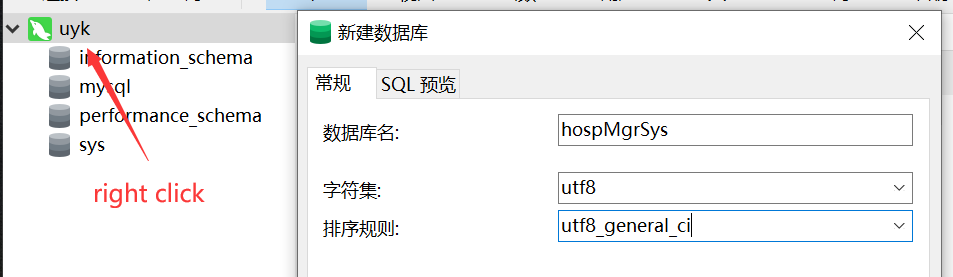 uyk
information_schema
mysql
performance_schema
sys
right click
新建数据库
常规
SQL 预览
数据库名:
hospMgrSys
字符集:
utf8
排序规则:
utf8_general_ci